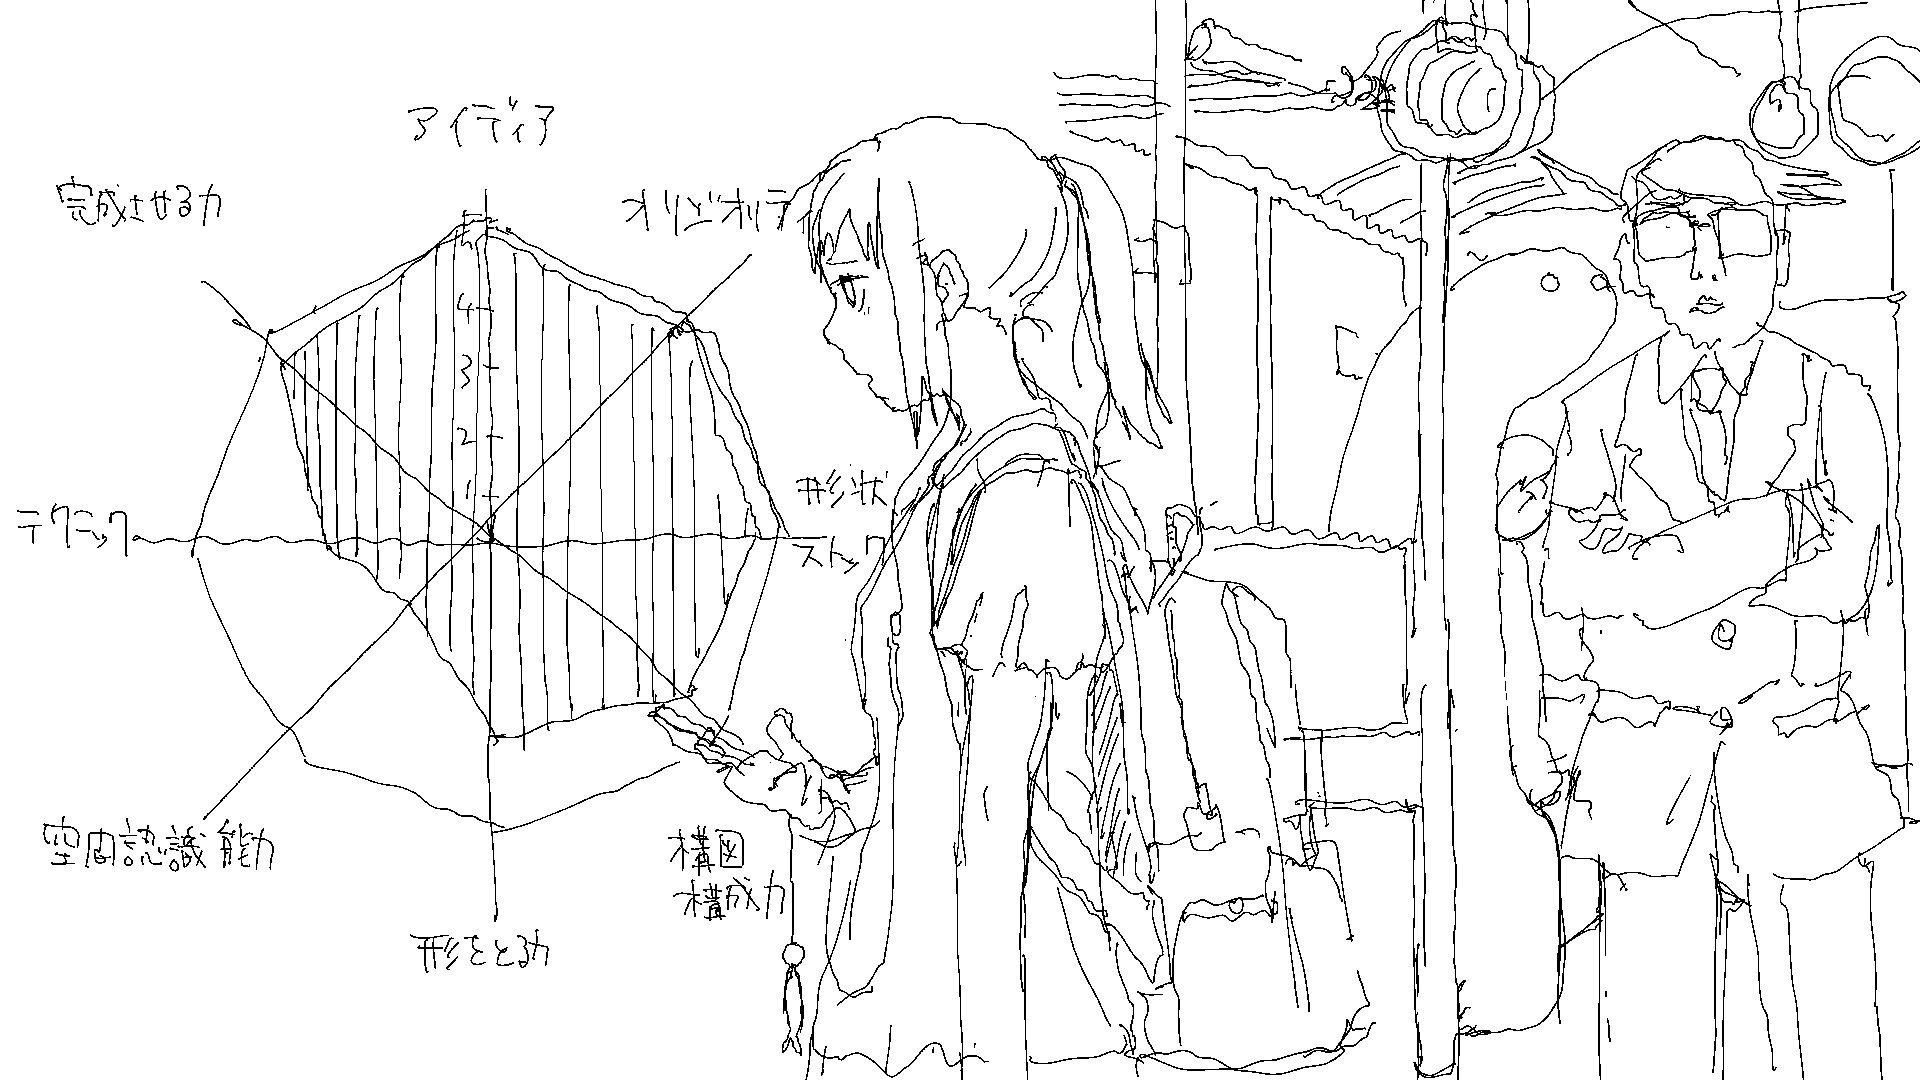 アイディア
完成させる力
オリジナリティ
5
4
3
2
1
形状
ストック
テクニック
空間認識能力
構図
構成力
形をとる力